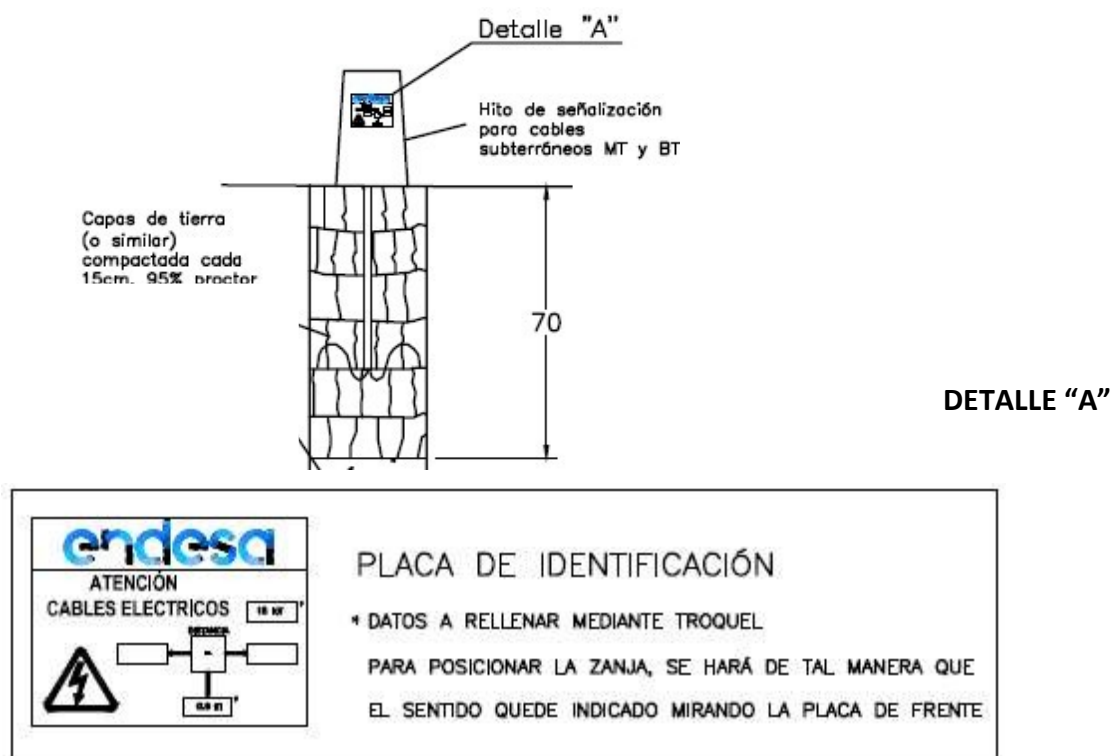 Detalle "A"
Hito de señalización
para cables
subterráneos MT y BT
Capas de tierra
(o similar)
compactada cada
15cm. 95% proctor
70
DETALLE “A”
endesa
ATENCIÓN
CABLES ELECTRICOS
DISTANCIA
PLACA DE IDENTIFICACIÓN
* DATOS A RELLENAR MEDIANTE TROQUEL
PARA POSICIONAR LA ZANJA, SE HARÁ DE TAL MANERA QUE
EL SENTIDO QUEDE INDICADO MIRANDO LA PLACA DE FRENTE